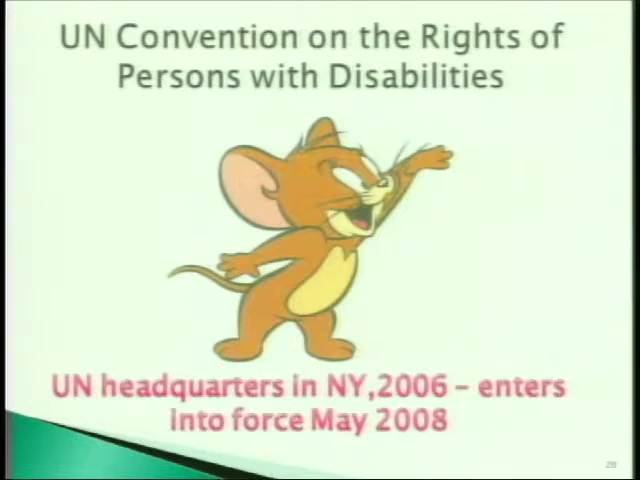 UN Convention on the Rights of
Persons with Disabilities
UN headquarters in NY,2006 – enters
into force May 2008
28